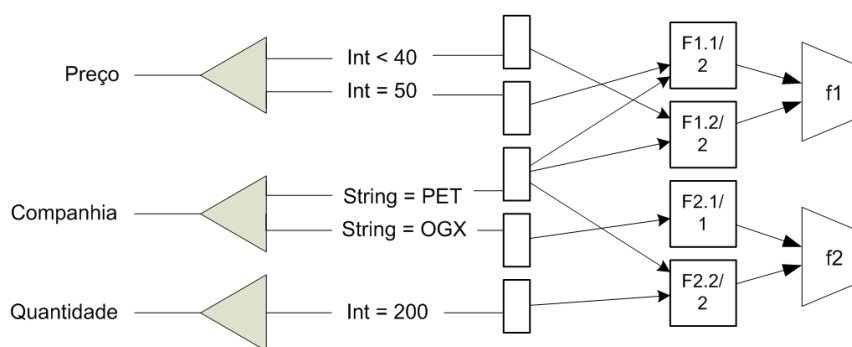 Preço
Int < 40
Int = 50
Companhia
String = PET
String = OGX
Quantidade
Int = 200
F1.1/
2
F1.2/
2
F2.1/
1
F2.2/
2
f1
f2